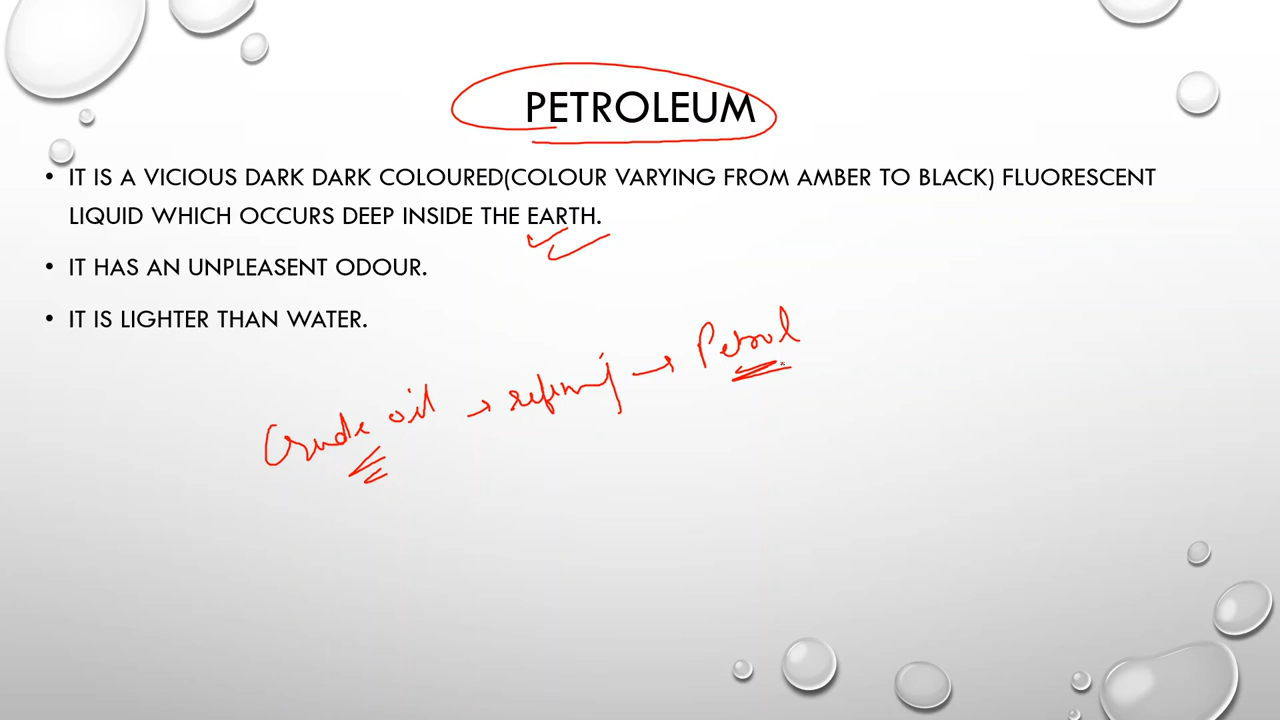 PETROLEUM
• IT IS A VICIOUS DARK DARK COLOURED(COLOUR VARYING FROM AMBER TO BLACK) FLUORESCENT
LIQUID WHICH OCCURS DEEP INSIDE THE EARTH.
• IT HAS AN UNPLEASENT ODOUR.
• IT IS LIGHTER THAN WATER.
Crude oil → refining → Petrol